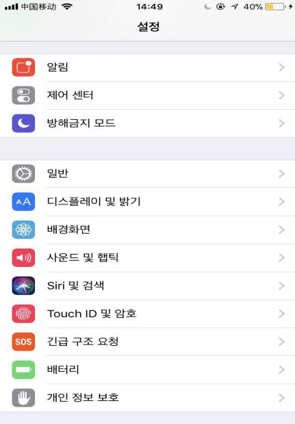 中国移动 14:49 40%
설정
알림
제어 센터
방해금지 모드
일반
AA 디스플레이 및 밝기
배경화면
사운드 및 햅틱
Siri 및 검색
Touch ID 및 암호
SOS 긴급 구조 요청
배터리
개인 정보 보호